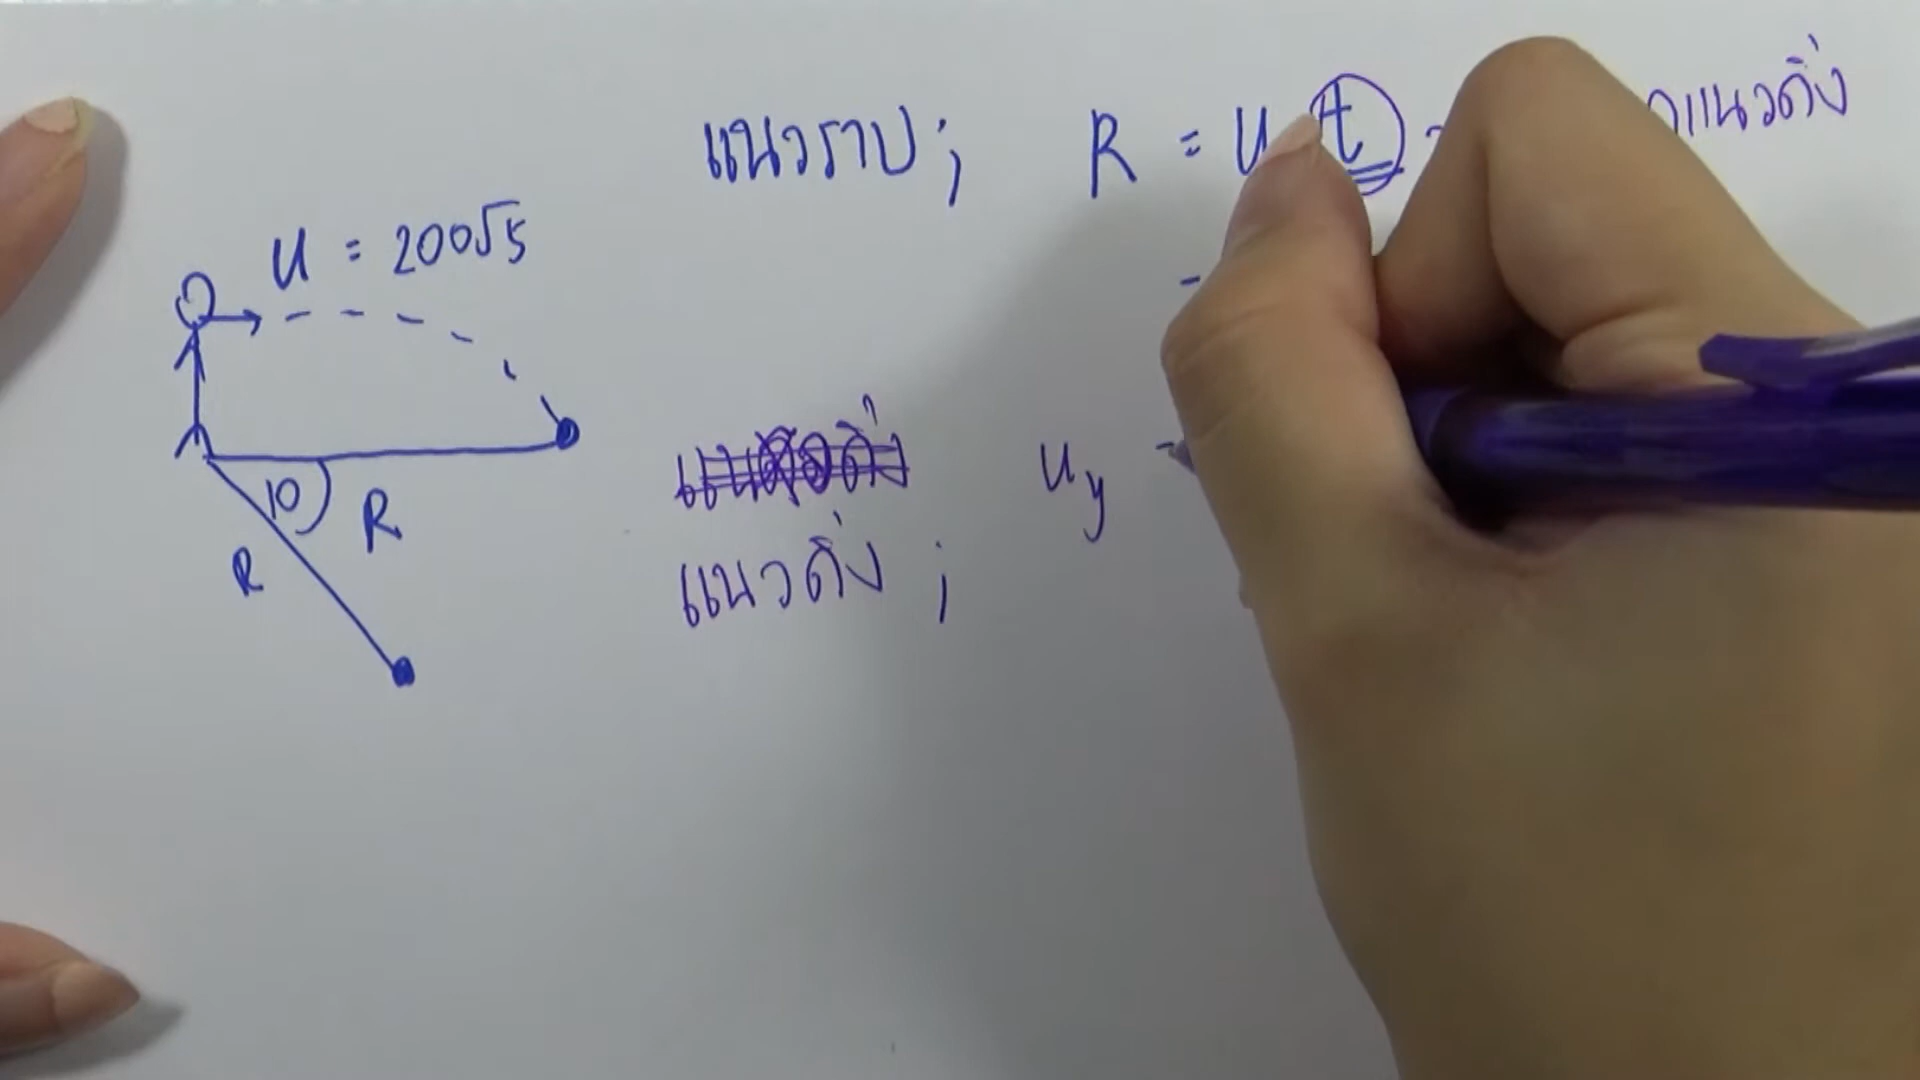 แนวราบ ; R = u t แนวดิ่ง
u = 200√5
แนวดิ่ง ; u y
10
R
R